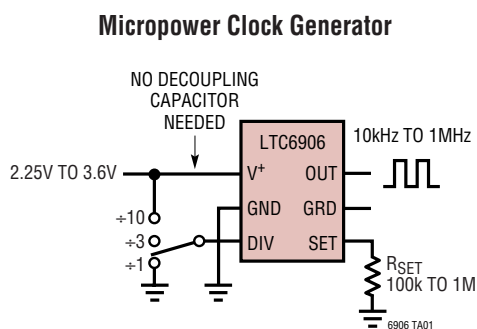 Micropower Clock Generator
NO DECOUPLING
CAPACITOR
NEEDED
LTC6906
10kHz TO 1MHz
2.25V TO 3.6V
V+
OUT
÷10
GND
GRD
÷3
DIV
SET
÷1
RSET
100k TO 1M
6906 TA01